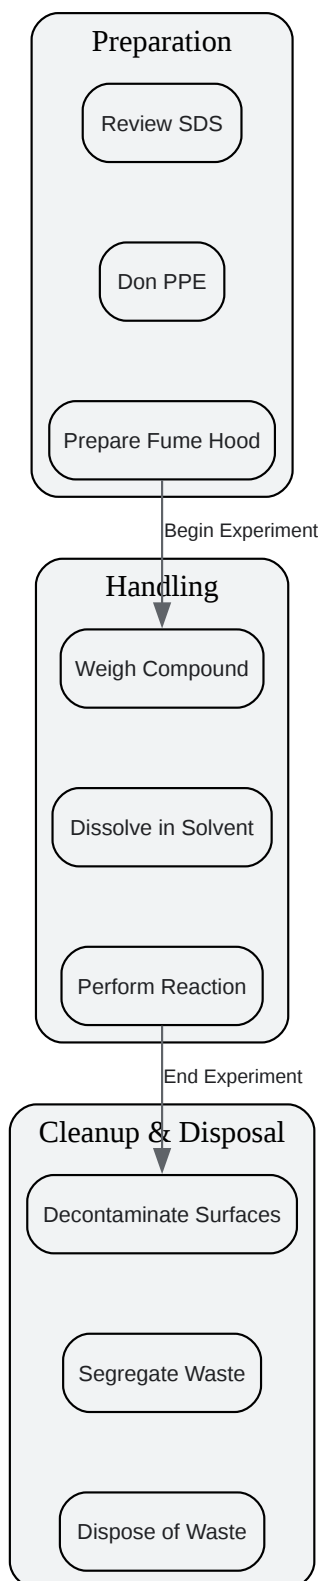 Preparation
Review SDS
Don PPE
Prepare Fume Hood
Begin Experiment
Handling
Weigh Compound
Dissolve in Solvent
Perform Reaction
End Experiment
Cleanup & Disposal
Decontaminate Surfaces
Segregate Waste
Dispose of Waste